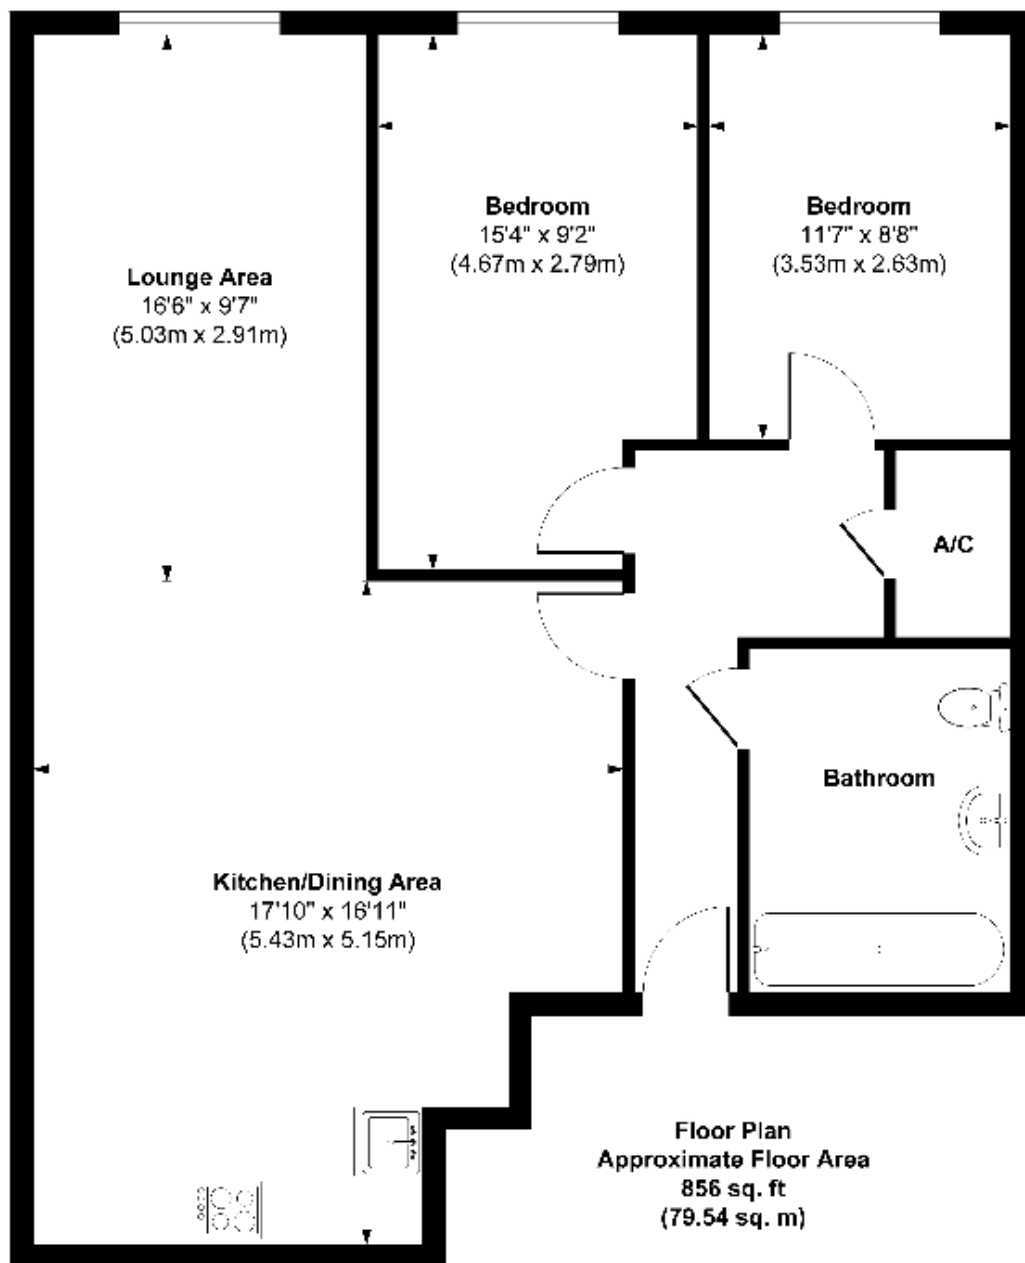 Bedroom
15'4" x 9'2"
(4.67m x 2.79m)
Bedroom
11'7" x 8'8"
(3.53m x 2.63m)
Lounge Area
16'6" x 9'7"
(5.03m x 2.91m)
A/C
Bathroom
Kitchen/Dining Area
17'10" x 16'11"
(5.43m x 5.15m)
Floor Plan
Approximate Floor Area
856 sq. ft
(79.54 sq. m)